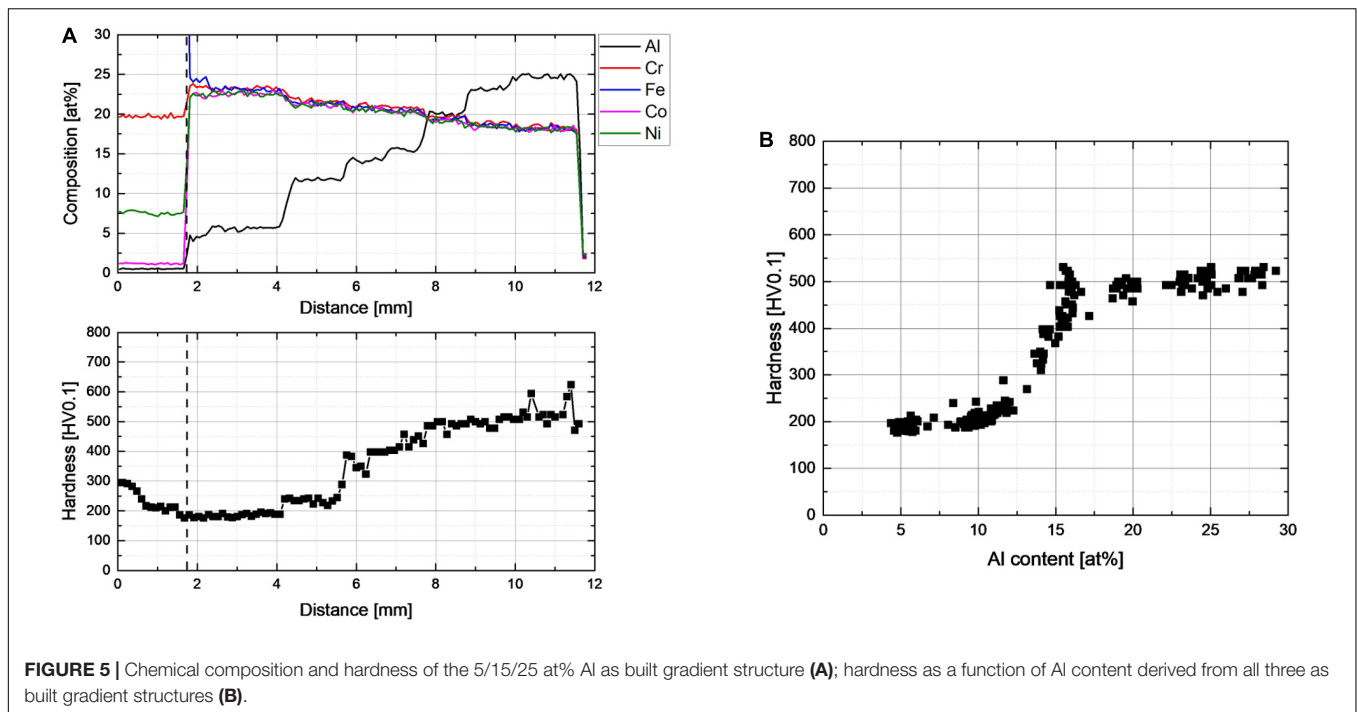 A
30
25
20
15
10
5
0
Composition [at%]
0 2 4 6 8 10 12
Distance [mm]
Al
Cr
Fe
Co
Ni
800
700
600
500
400
300
200
100
0
Hardness [HV0.1]
0 2 4 6 8 10 12
Distance [mm]
B
800
700
600
500
400
300
200
100
0
Hardness [HV0.1]
0 5 10 15 20 25 30
Al content [at%]
FIGURE 5 | Chemical composition and hardness of the 5/15/25 at% Al as built gradient structure (A); hardness as a function of Al content derived from all three as
built gradient structures (B).